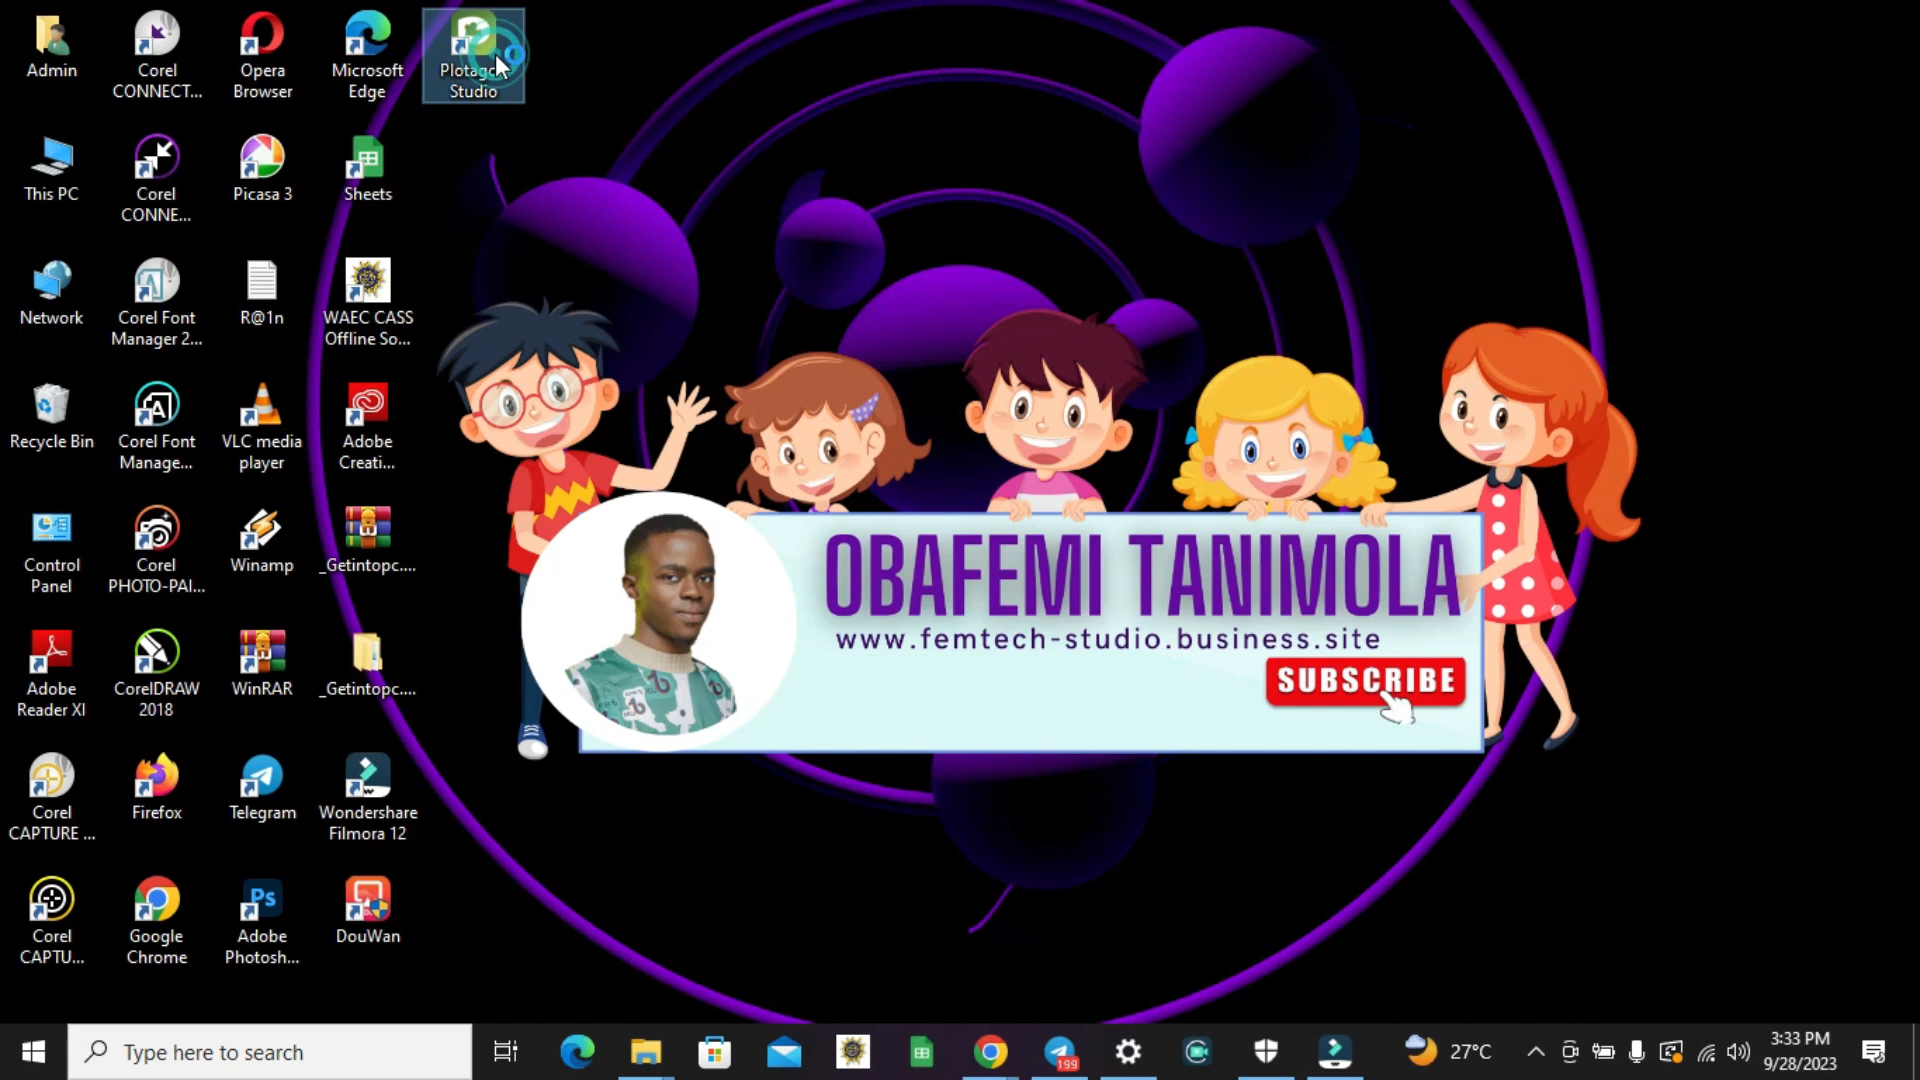 Admin
Corel
CONNECT...
Opera
Browser
Microsoft
Edge
Studio
This PC
Corel
CONNE...
Picasa 3
Sheets
Network
Corel Font
Manager 2...
R@1n
WAEC CASS
Offline So...
Recycle Bin
Corel Font
Manage...
VLC media
player
Adobe
Creati...
Control
Panel
Corel
PHOTO-PAI...
Winamp
_Getintopc....
Adobe
Reader XI
CorelDRAW
2018
WinRAR
_Getintopc....
Corel
CAPTURE ...
Firefox
Telegram
Wondershare
Filmora 12
Corel
CAPTU...
Google
Chrome
Ps
Adobe
Photosh...
DouWan
OBAFEMI TANIMOLA
www.femtech-studio.business.site
SUBSCRIBE
Type here to search
199
27°C
3:33 PM
9/28/2023